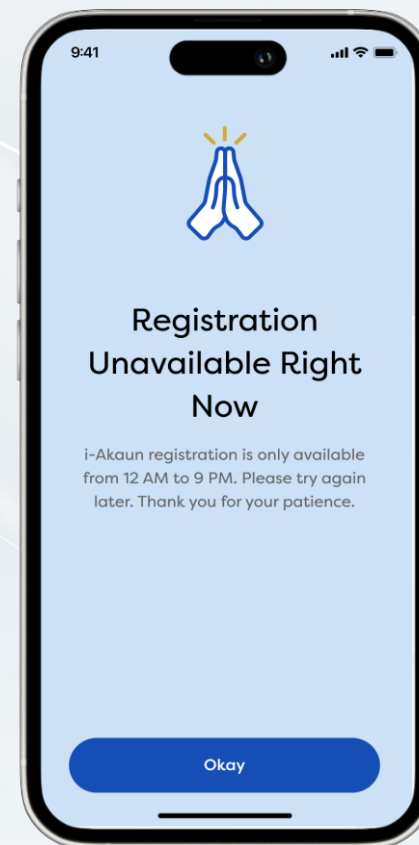 9:41
Registration
Unavailable Right
Now
i-Akaun registration is only available
from 12 AM to 9 PM. Please try again
later. Thank you for your patience.
Okay